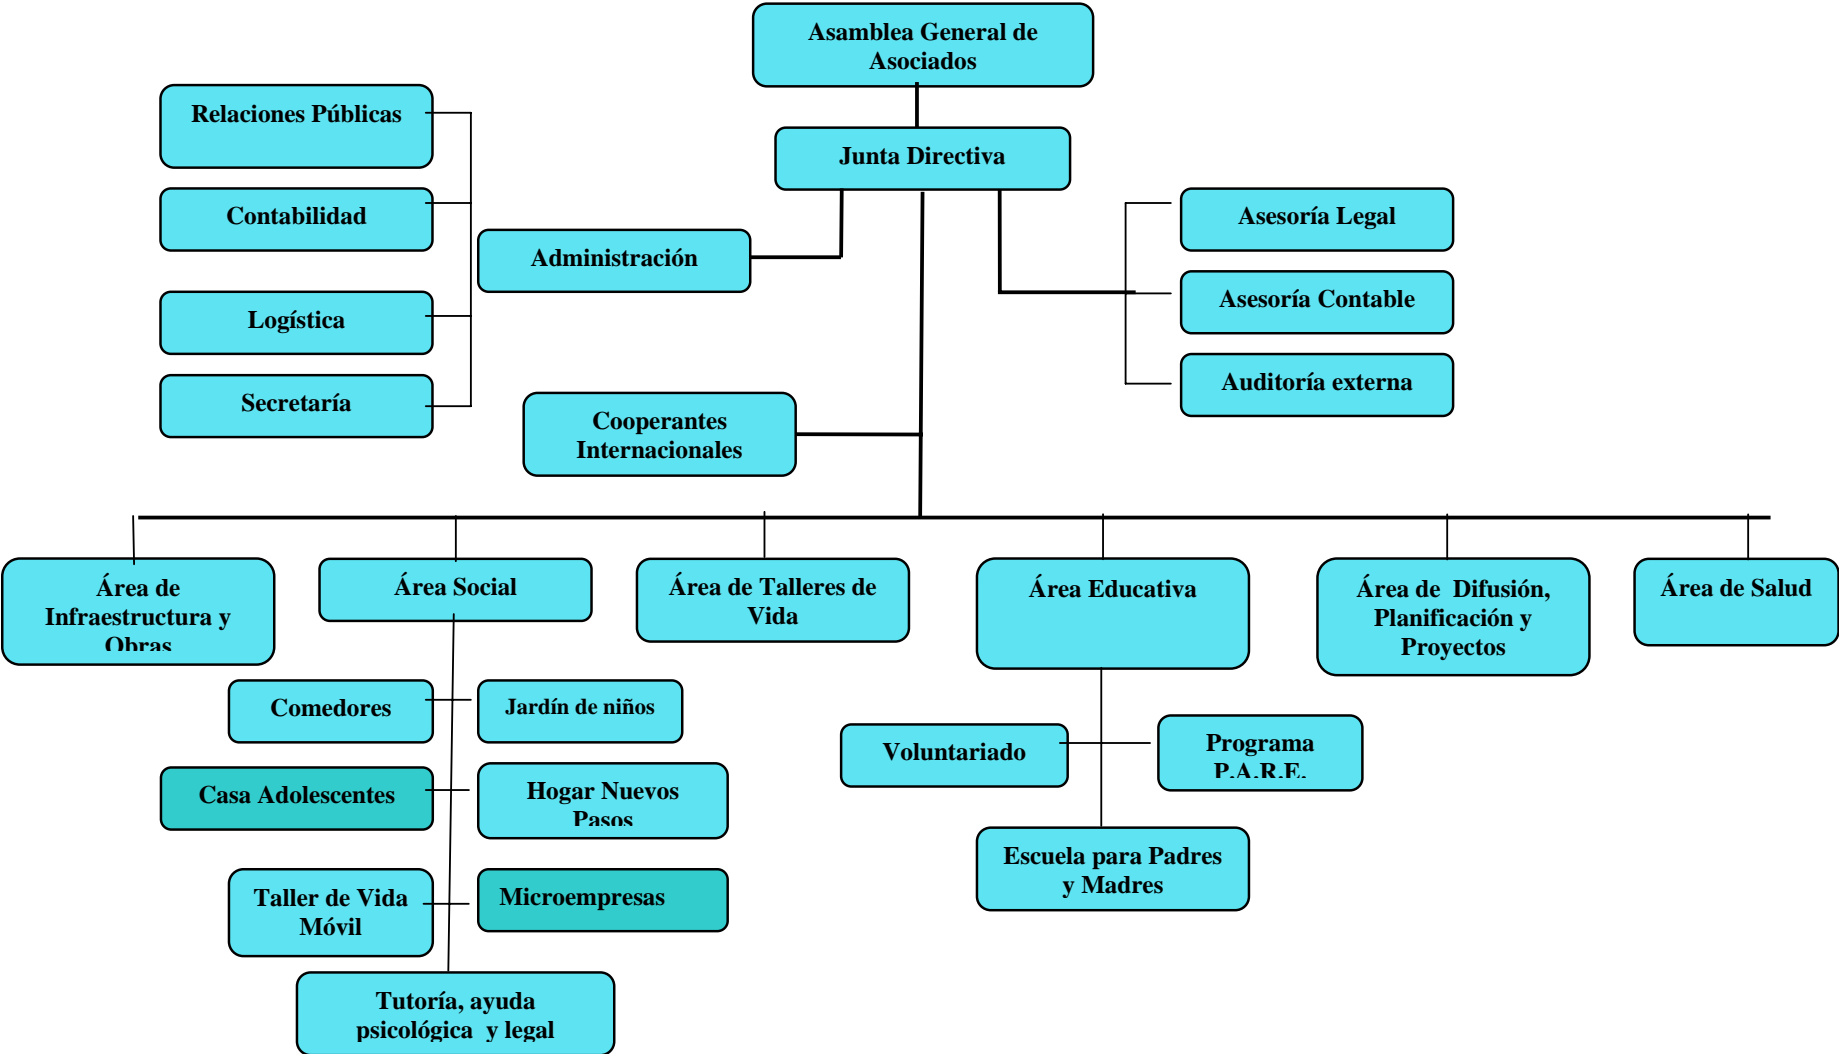 Asamblea General de
Asociados
Relaciones Públicas
Junta Directiva
Contabilidad
Asesoría Legal
Administración
Asesoría Contable
Logística
Auditoría externa
Secretaría
Cooperantes
Internacionales
Área de
Infraestructura y
Obras
Área Social
Área de Talleres de
Vida
Área Educativa
Área de  Difusión,
Planificación y
Proyectos
Área de Salud
Comedores
Jardín de niños
Voluntariado
Programa
P.A.R.E.
Casa Adolescentes
Hogar Nuevos
Pasos
Escuela para Padres
y Madres
Taller de Vida
Móvil
Microempresas
Tutoría, ayuda
psicológica  y legal